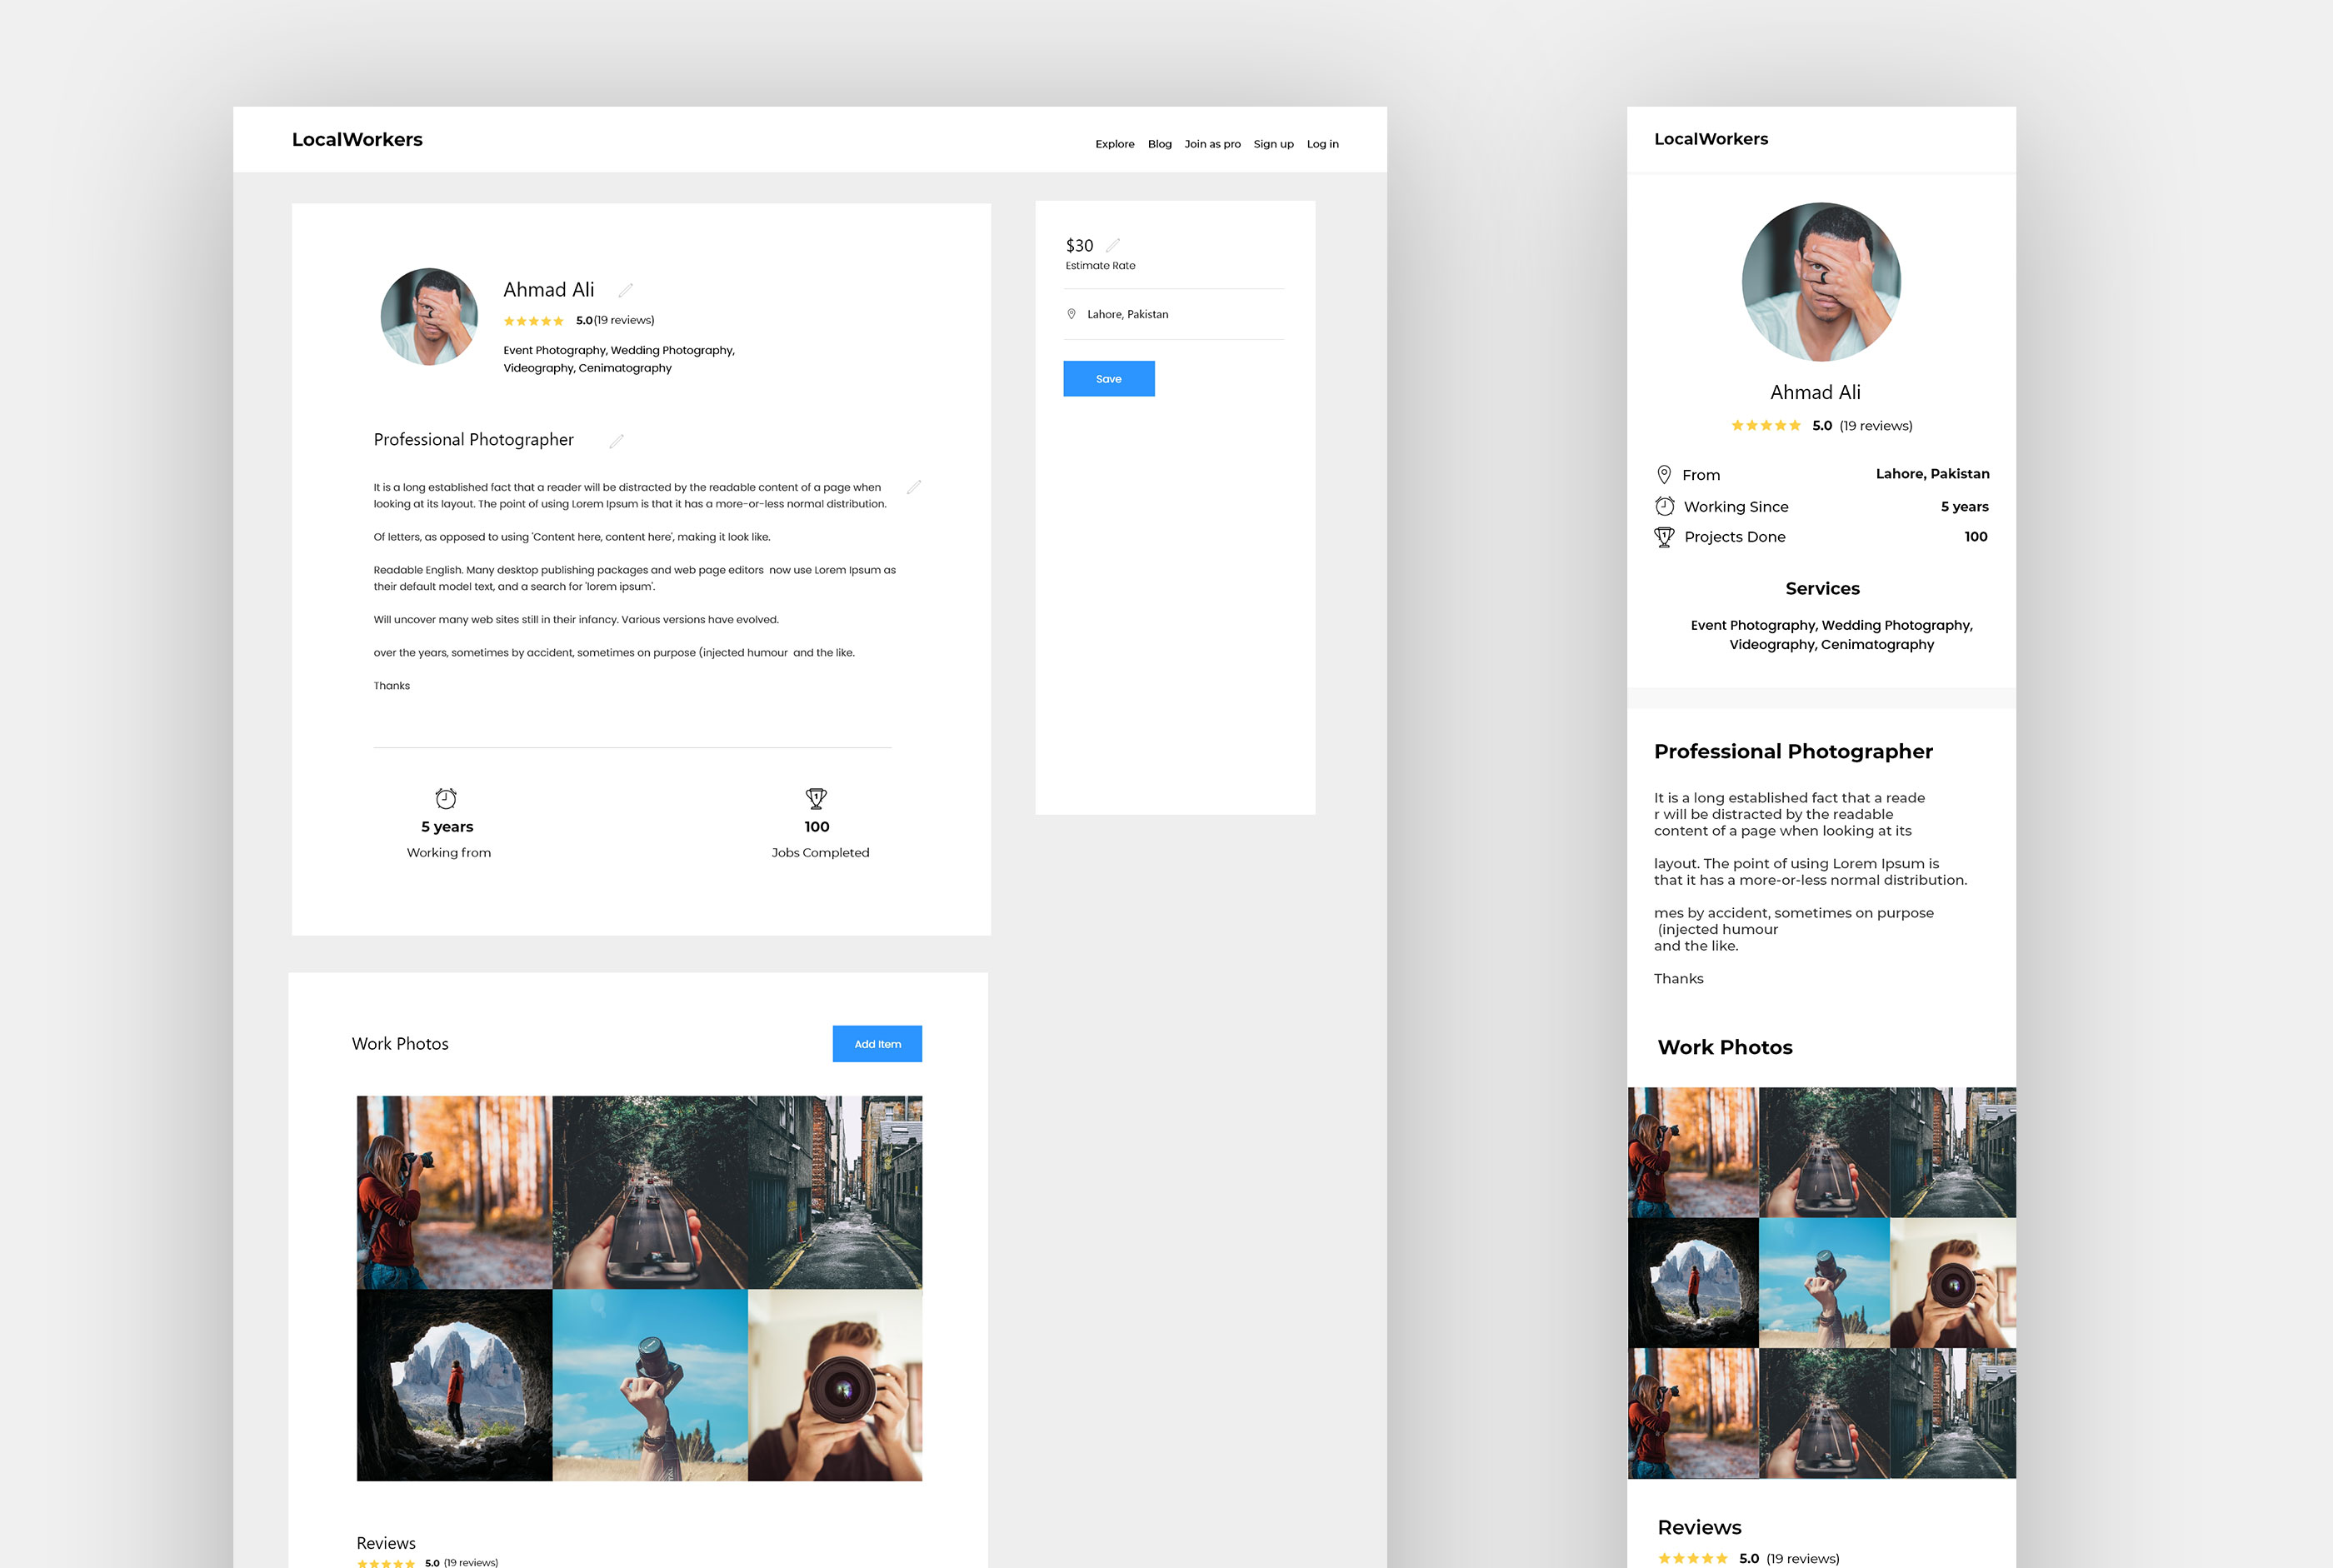 LocalWorkers
Explore Blog Join as pro Sign up Log in
Ahmad Ali
5.0 (19 reviews)
Event Photography, Wedding Photography,
Videography, Cenimatography
Professional Photographer
It is a long established fact that a reader will be distracted by the readable content of a page when
looking at its layout. The point of using Lorem Ipsum is that it has a more-or-less normal distribution.
Of letters, as opposed to using 'Content here, content here', making it look like.
Readable English. Many desktop publishing packages and web page editors now use Lorem Ipsum as
their default model text, and a search for 'lorem ipsum'.
Will uncover many web sites still in their infancy. Various versions have evolved.
over the years, sometimes by accident, sometimes on purpose (injected humour and the like.
Thanks
5 years
Working from
1
100
Jobs Completed
$30
Estimate Rate
Lahore, Pakistan
Save
Work Photos
Add Item
Reviews
5.0 (19 reviews)
LocalWorkers
Ahmad Ali
5.0 (19 reviews)
From Lahore, Pakistan
Working Since 5 years
1 Projects Done 100
Services
Event Photography, Wedding Photography,
Videography, Cenimatography
Professional Photographer
It is a long established fact that a reade
r will be distracted by the readable
content of a page when looking at its
layout. The point of using Lorem Ipsum is
that it has a more-or-less normal distribution.
mes by accident, sometimes on purpose
(injected humour
and the like.
Thanks
Work Photos
Reviews
5.0 (19 reviews)